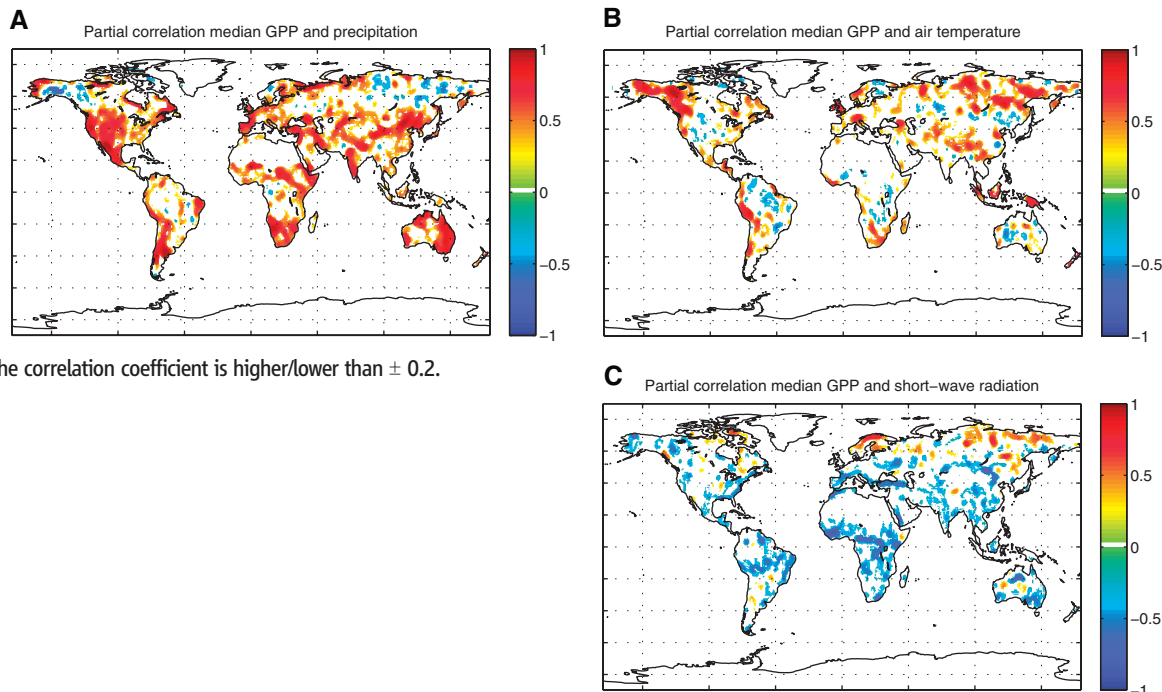 A
Partial correlation median GPP and precipitation
1
0.5
0
−0.5
−1
he correlation coefficient is higher/lower than ± 0.2.
B
Partial correlation median GPP and air temperature
1
0.5
0
−0.5
−1
C
Partial correlation median GPP and short−wave radiation
1
0.5
0
−0.5
−1